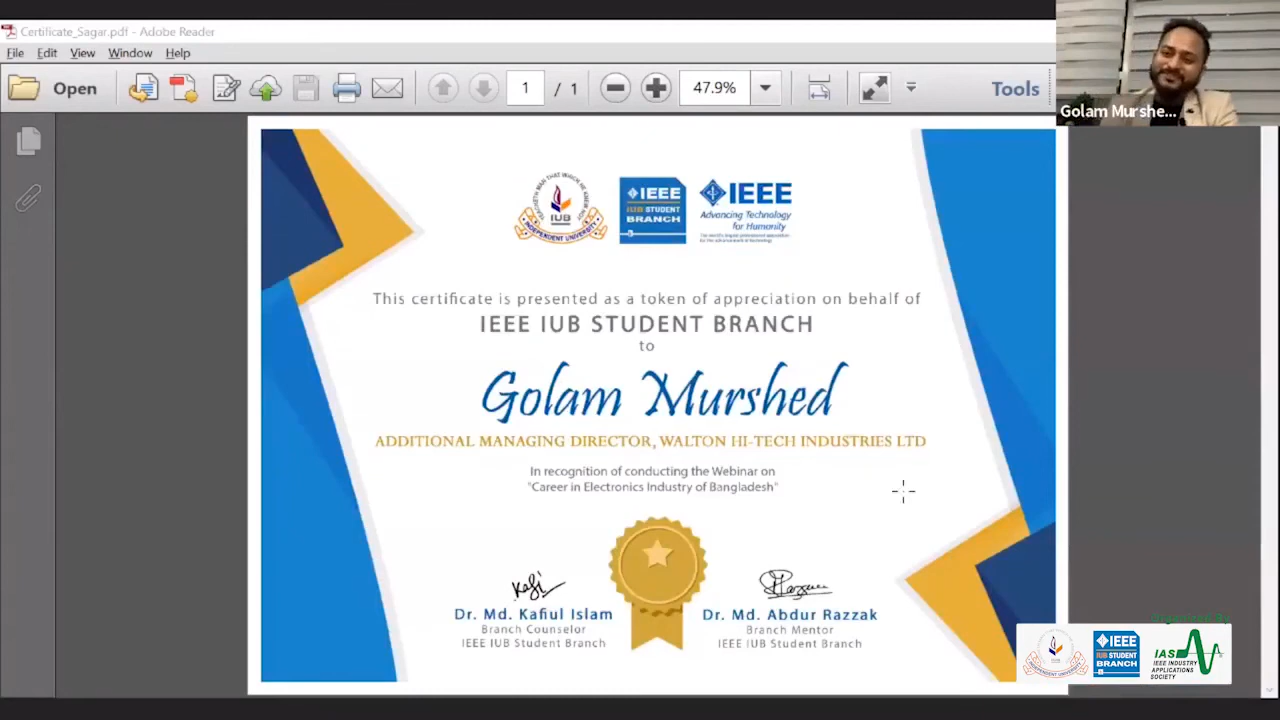 Certificate_Sagar.pdf - Adobe Reader
File Edit View Window Help
Open
1 / 1
47.9%
Tools
Golam Murshe...
IUB
INDEPENDENT UNIVERSITY
IEEE
IUB STUDENT
BRANCH
IEEE
Advancing Technology
for Humanity
This certificate is presented as a token of appreciation on behalf of
IEEE IUB STUDENT BRANCH
to
Golam Murshed
ADDITIONAL MANAGING DIRECTOR, WALTON HI-TECH INDUSTRIES LTD
In recognition of conducting the Webinar on
"Career in Electronics Industry of Bangladesh"
Dr. Md. Kafiul Islam
Branch Counselor
IEEE IUB Student Branch
Dr. Md. Abdur Razzak
Branch Mentor
IEEE IUB Student Branch
IEEE
IUB STUDENT
BRANCH
IAS
IEEE INDUSTRY
APPLICATIONS
SOCIETY